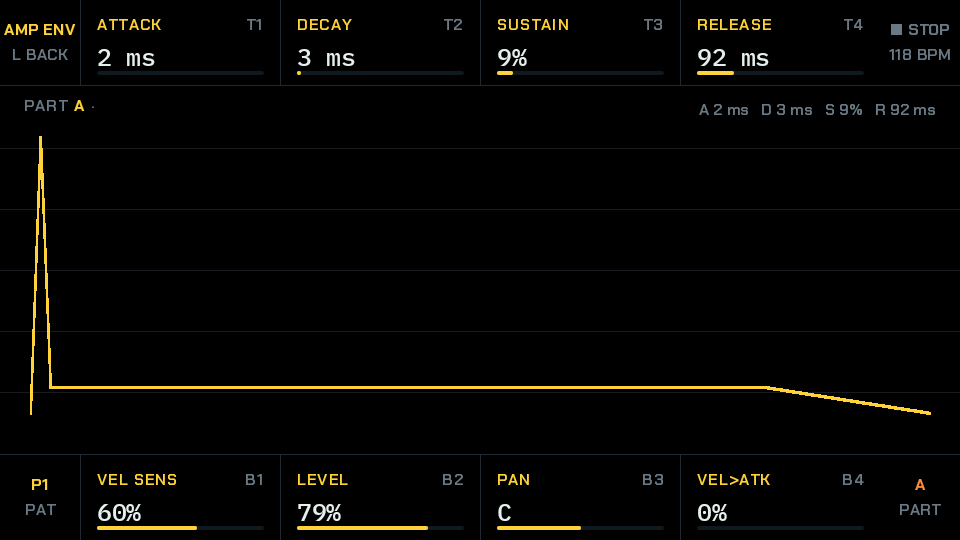 AMP ENV
L BACK
ATTACK T1
2 ms
DECAY T2
3 ms
SUSTAIN T3
9%
RELEASE T4
92 ms
STOP
118 BPM
PART A ·
A 2 ms D 3 ms S 9% R 92 ms
P1
PAT
VEL SENS B1
60%
LEVEL B2
79%
PAN B3
C
VEL>ATK B4
0%
A
PART